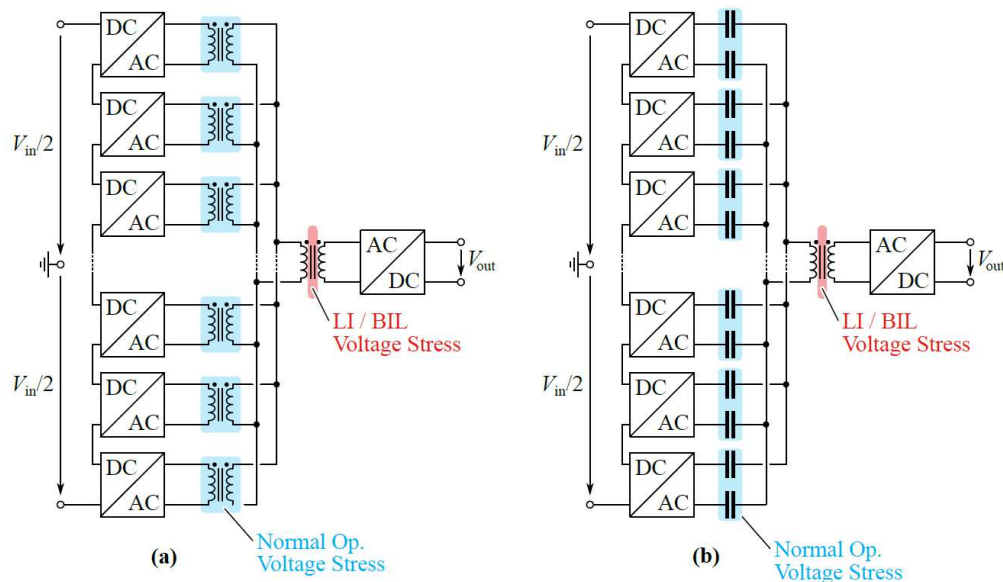 DC
AC
DC
AC
V_in/2
DC
AC
AC
DC
V_out
LI / BIL
Voltage Stress
DC
AC
V_in/2
DC
AC
DC
AC
(a)
Normal Op.
Voltage Stress
DC
AC
DC
AC
V_in/2
DC
AC
AC
DC
V_out
LI / BIL
Voltage Stress
DC
AC
V_in/2
DC
AC
DC
AC
(b)
Normal Op.
Voltage Stress